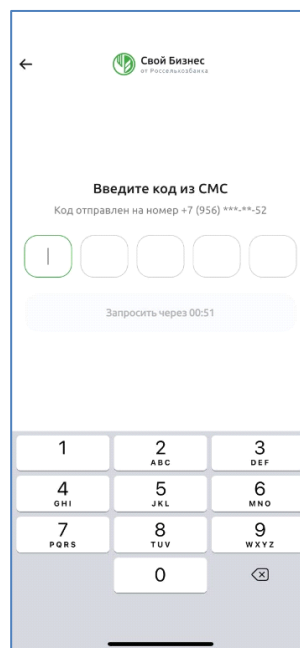 Свой Бизнес
от Россельхозбанка
Введите код из СМС
Код отправлен на номер +7 (956) ***-**-52
Запросить через 00:51
1 2 3
ABC DEF
4 5 6
GHI JKL MNO
7 8 9
PQRS TUV WXYZ
0